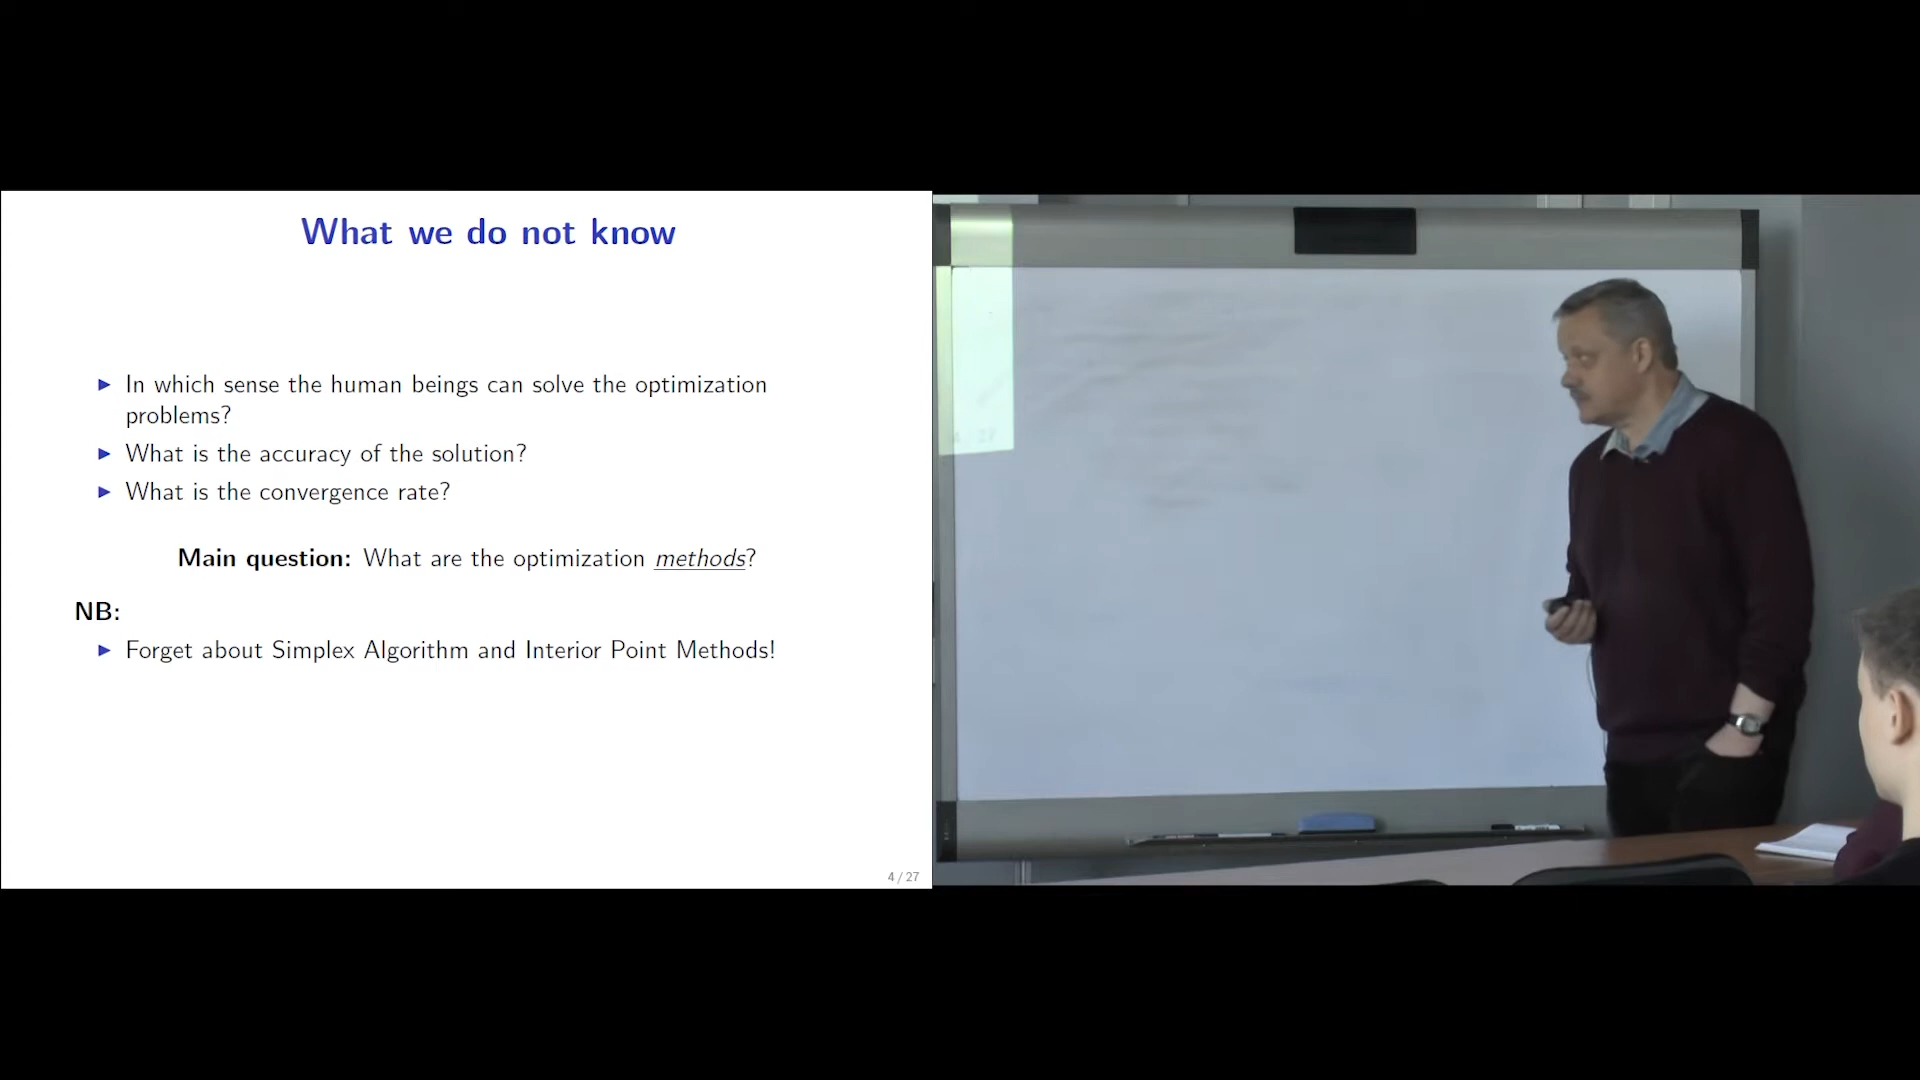 What we do not know
▶ In which sense the human beings can solve the optimization
problems?
▶ What is the accuracy of the solution?
▶ What is the convergence rate?
Main question: What are the optimization methods?
NB:
▶ Forget about Simplex Algorithm and Interior Point Methods!
4 / 27